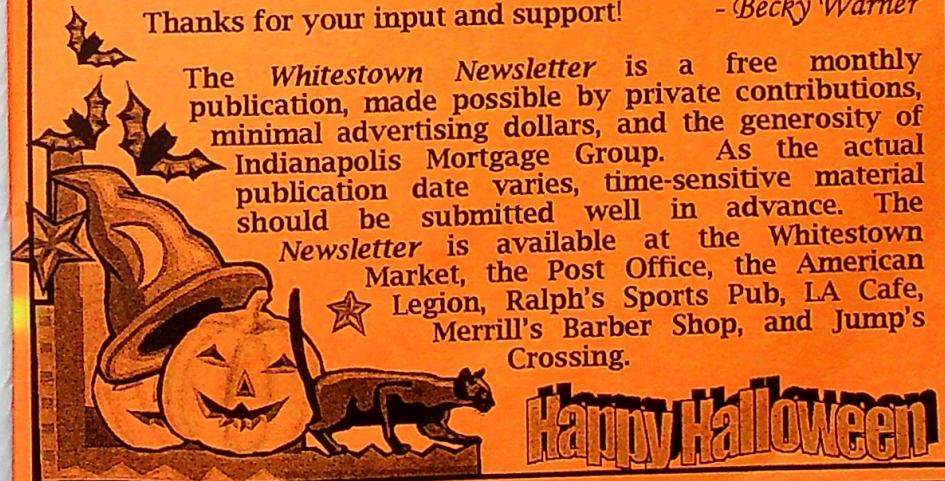 Thanks for your input and support!
- Becky Warner
The Whitestown Newsletter is a free monthly
publication, made possible by private contributions,
minimal advertising dollars, and the generosity of
Indianapolis Mortgage Group. As the actual
publication date varies, time-sensitive material
should be submitted well in advance. The
Newsletter is available at the Whitestown
Market, the Post Office, the American
Legion, Ralph's Sports Pub, LA Cafe,
Merrill's Barber Shop, and Jump's
Crossing.
Happy Halloween